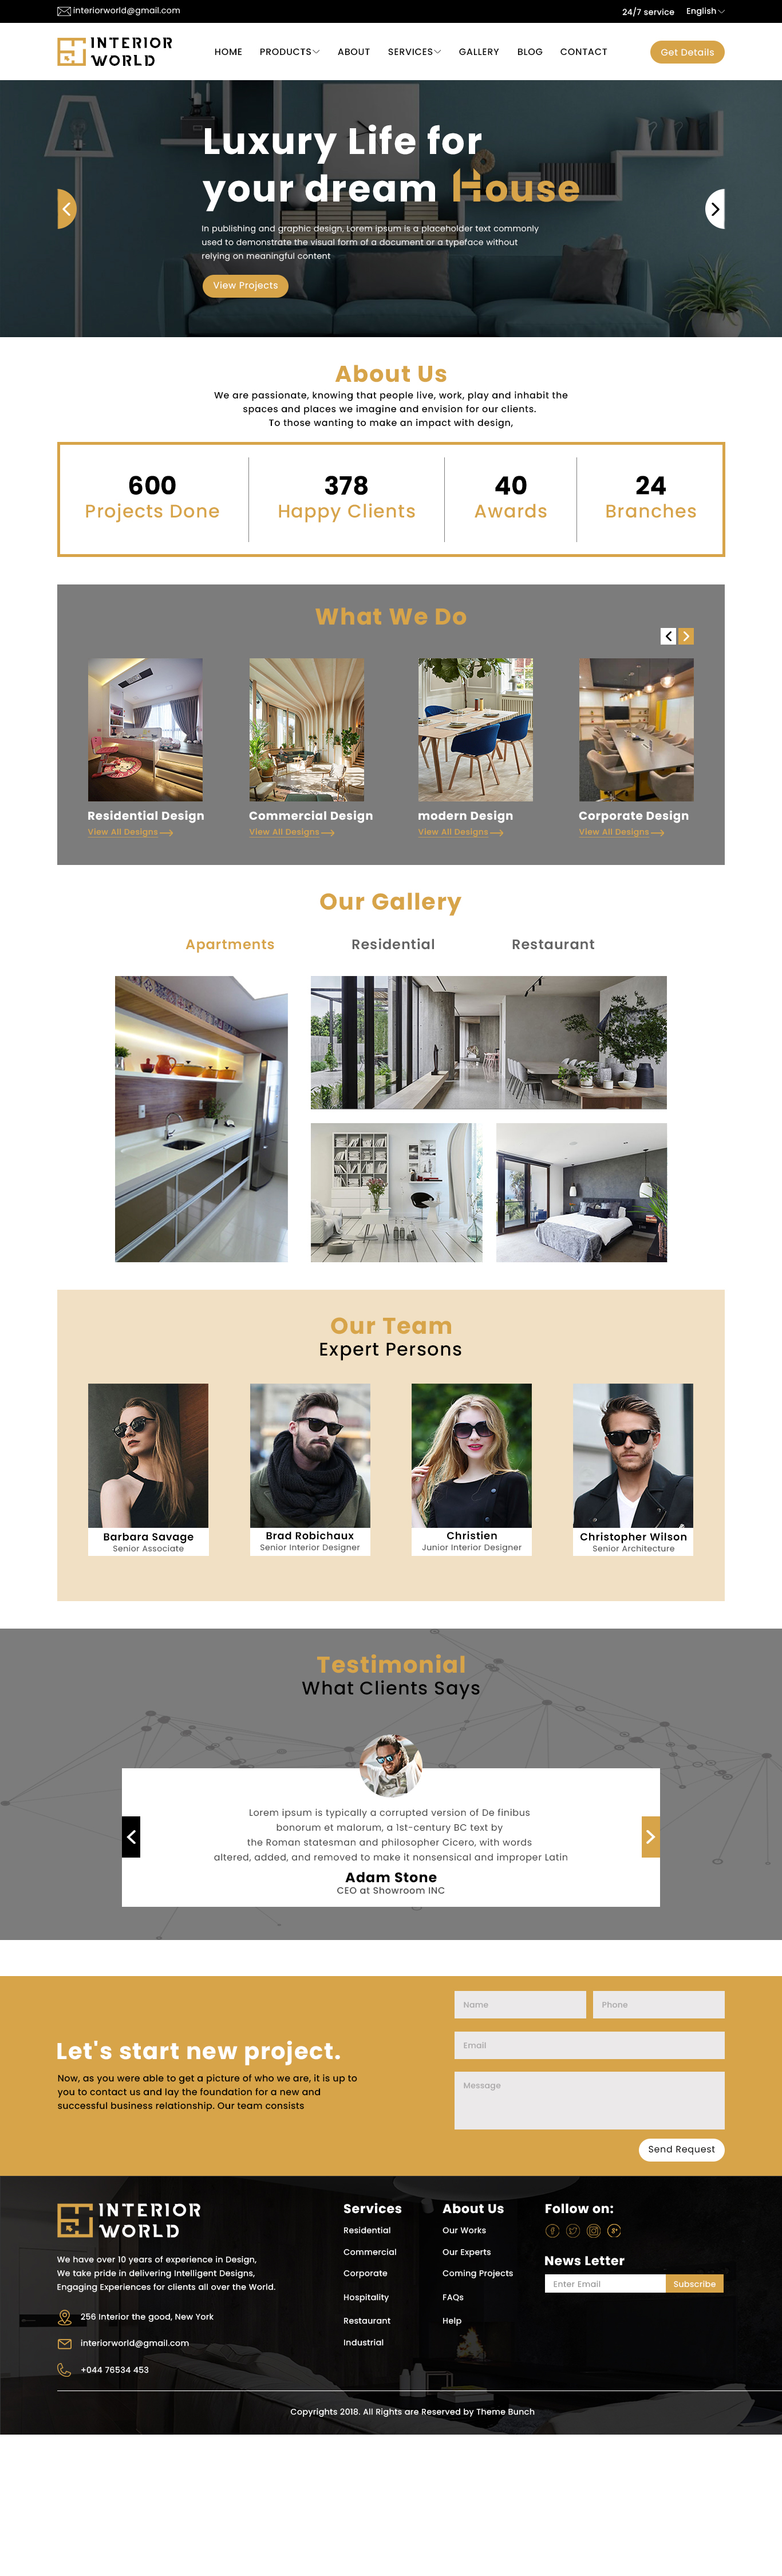 interiorworld@gmail.com
24/7 service
English
INTERIOR
WORLD
HOME PRODUCTS ABOUT SERVICES GALLERY BLOG CONTACT
Get Details
Luxury Life for
your dream House
In publishing and graphic design, Lorem ipsum is a placeholder text commonly
used to demonstrate the visual form of a document or a typeface without
relying on meaningful content
View Projects
About Us
We are passionate, knowing that people live, work, play and inhabit the
spaces and places we imagine and envision for our clients.
To those wanting to make an impact with design,
600
Projects Done
378
Happy Clients
40
Awards
24
Branches
What We Do
Residential Design
View All Designs
Commercial Design
View All Designs
modern Design
View All Designs
Corporate Design
View All Designs
Our Gallery
Apartments
Residential
Restaurant
Our Team
Expert Persons
Barbara Savage
Senior Associate
Brad Robichaux
Senior Interior Designer
Christien
Junior Interior Designer
Christopher Wilson
Senior Architecture
Testimonial
What Clients Says
Lorem ipsum is typically a corrupted version of De finibus
bonorum et malorum, a 1st-century BC text by
the Roman statesman and philosopher Cicero, with words
altered, added, and removed to make it nonsensical and improper Latin
Adam Stone
CEO at Showroom INC
Let's start new project.
Now, as you were able to get a picture of who we are, it is up to
you to contact us and lay the foundation for a new and
successful business relationship. Our team consists
Name
Phone
Email
Message
Send Request
INTERIOR
WORLD
We have over 10 years of experience in Design,
We take pride in delivering Intelligent Designs,
Engaging Experiences for clients all over the World.
256 Interior the good, New York
interiorworld@gmail.com
+044 76534 453
Services
Residential
Commercial
Corporate
Hospitality
Restaurant
Industrial
About Us
Our Works
Our Experts
Coming Projects
FAQs
Help
Follow on:
News Letter
Enter Email
Subscribe
Copyrights 2018. All Rights are Reserved by Theme Bunch